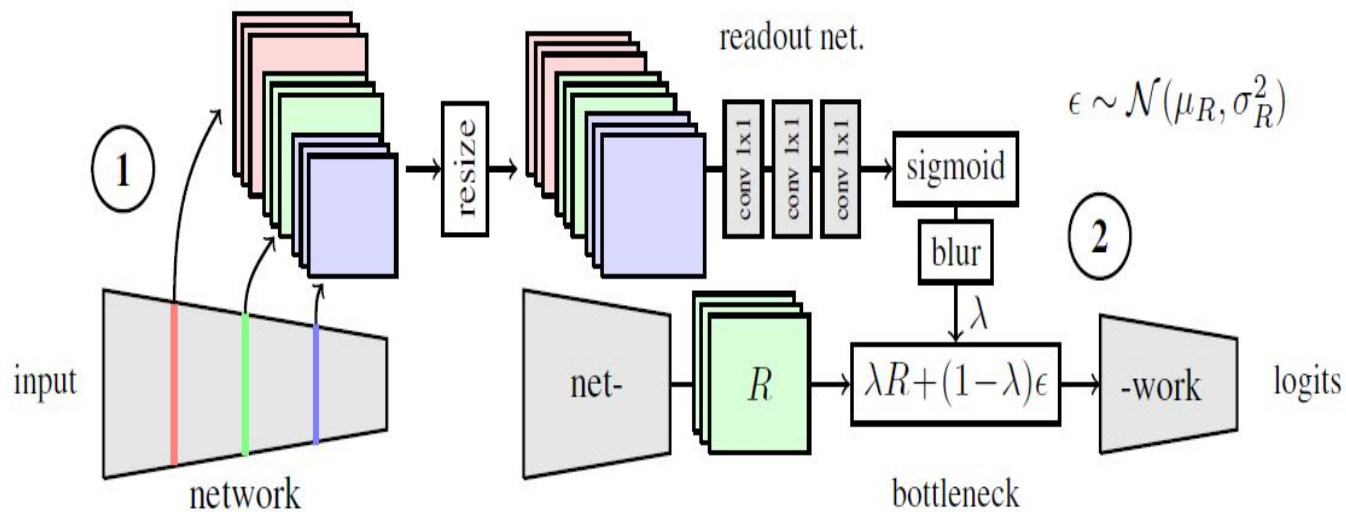 readout net.
ϵ ∼ 𝒩(μ_R, σ_R^2)
1
resize
conv 1x1
conv 1x1
conv 1x1
sigmoid
blur
2
λ
input
net-
R
λR+(1−λ)ϵ
-work
logits
network
bottleneck